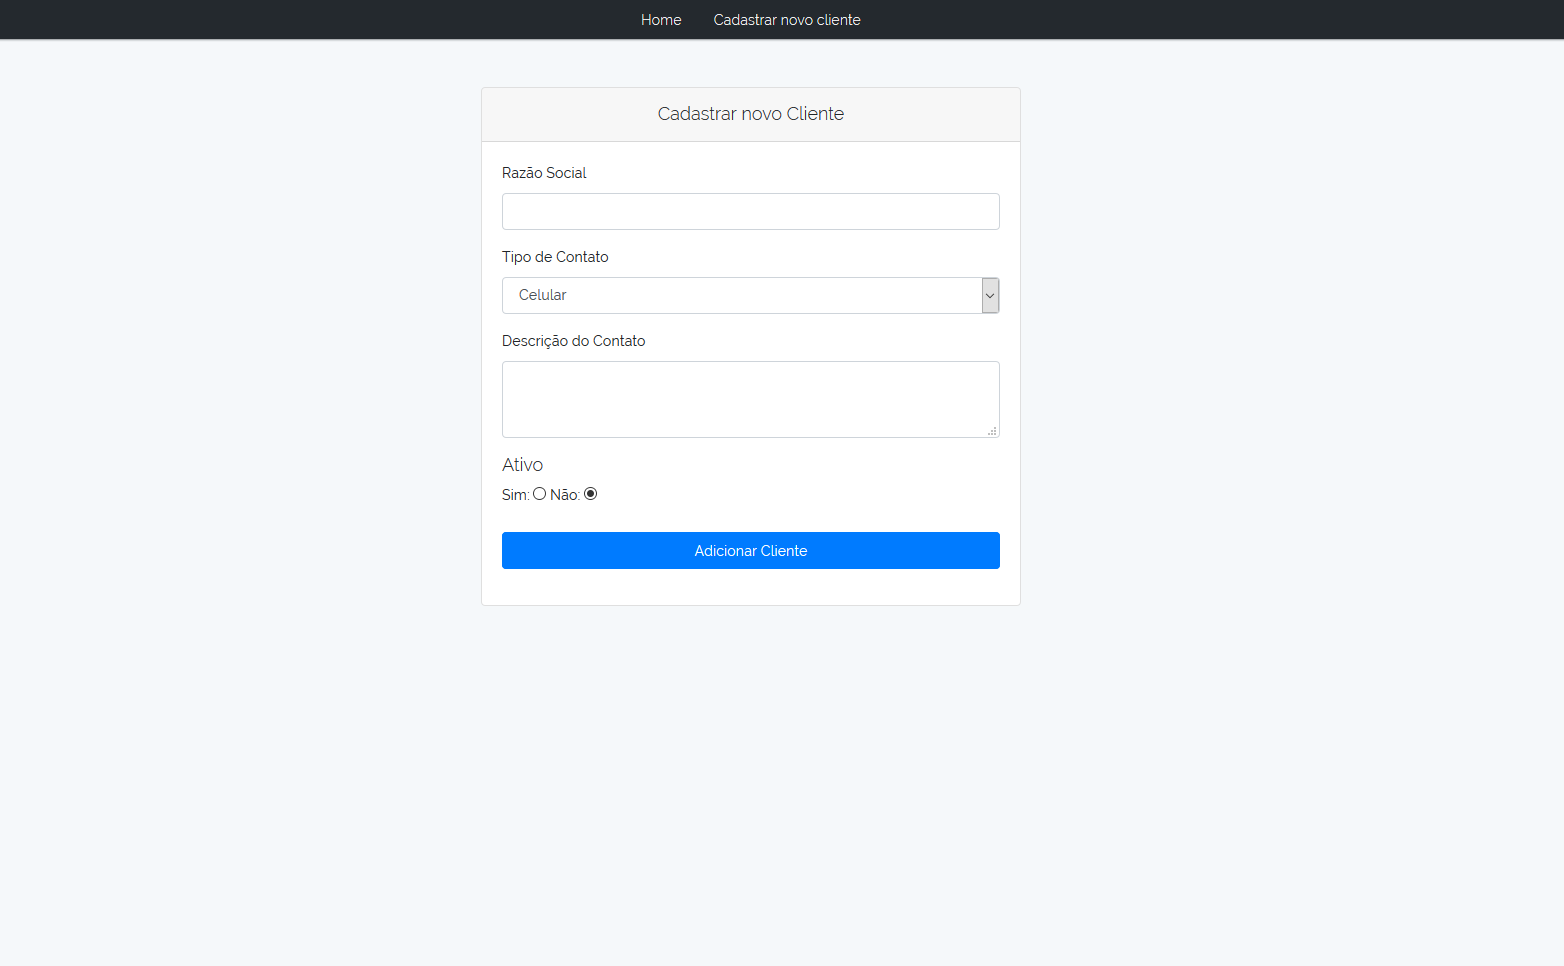 Home Cadastrar novo cliente
Cadastrar novo Cliente
Razão Social
Tipo de Contato
Celular
Descrição do Contato
Ativo
Sim: Não:
Adicionar Cliente